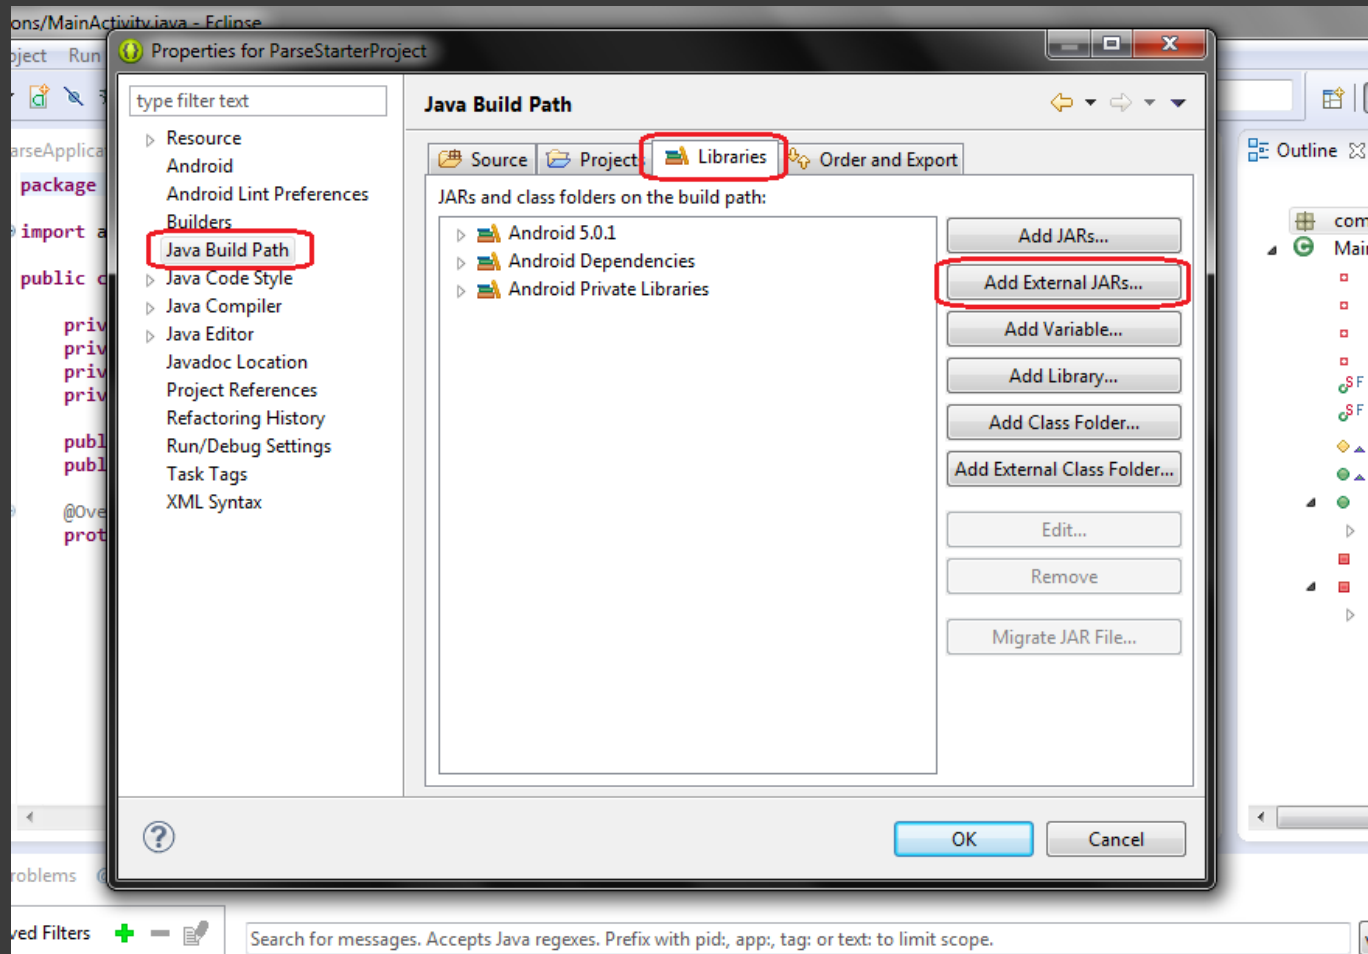 ons/MainActivity.java - Eclipse
Properties for ParseStarterProject
oject Run
type filter text
Java Build Path
Resource
Android
Android Lint Preferences
Builders
Java Build Path
Java Code Style
Java Compiler
Java Editor
Javadoc Location
Project References
Refactoring History
Run/Debug Settings
Task Tags
XML Syntax
Source
Projects
Libraries
Order and Export
JARs and class folders on the build path:
Android 5.0.1
Android Dependencies
Android Private Libraries
Add JARs...
Add External JARs...
Add Variable...
Add Library...
Add Class Folder...
Add External Class Folder...
Edit...
Remove
Migrate JAR File...
OK
Cancel
arseApplica
package
import a
public c
priv
priv
priv
priv
publ
publ
@Ove
prot
Outline
com
Mai
S F
S F
roblems @
ved Filters
Search for messages. Accepts Java regexes. Prefix with pid:, app:, tag: or text: to limit scope.